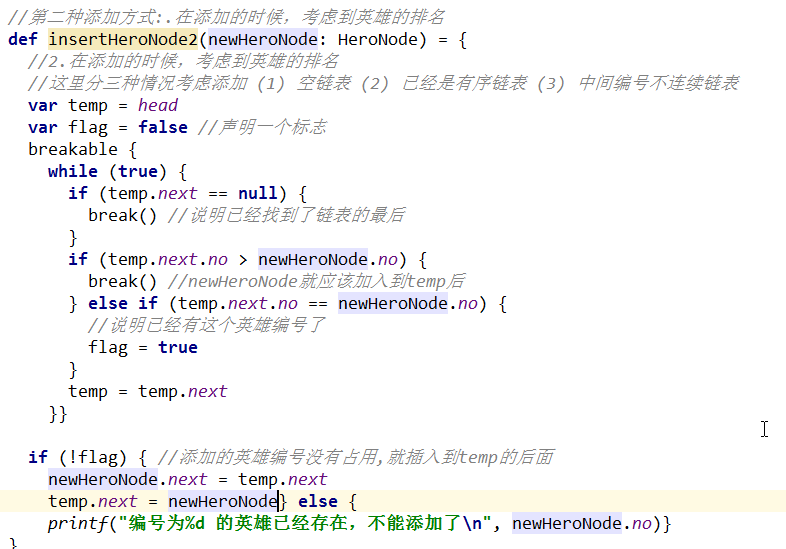 //第二种添加方式:.在添加的时候，考虑到英雄的排名
def insertHeroNode2(newHeroNode: HeroNode) = {
  //2.在添加的时候，考虑到英雄的排名
  //这里分三种情况考虑添加 (1) 空链表 (2) 已经是有序链表 (3) 中间编号不连续链表
  var temp = head
  var flag = false //声明一个标志
  breakable {
    while (true) {
      if (temp.next == null) {
        break() //说明已经找到了链表的最后
      }
      if (temp.next.no > newHeroNode.no) {
        break() //newHeroNode就应该加入到temp后
      } else if (temp.next.no == newHeroNode.no) {
        //说明已经有这个英雄编号了
        flag = true
      }
      temp = temp.next
    }}

  if (!flag) { //添加的英雄编号没有占用,就插入到temp的后面
    newHeroNode.next = temp.next
    temp.next = newHeroNode} else {
    printf("编号为%d 的英雄已经存在，不能添加了\n", newHeroNode.no)}
}